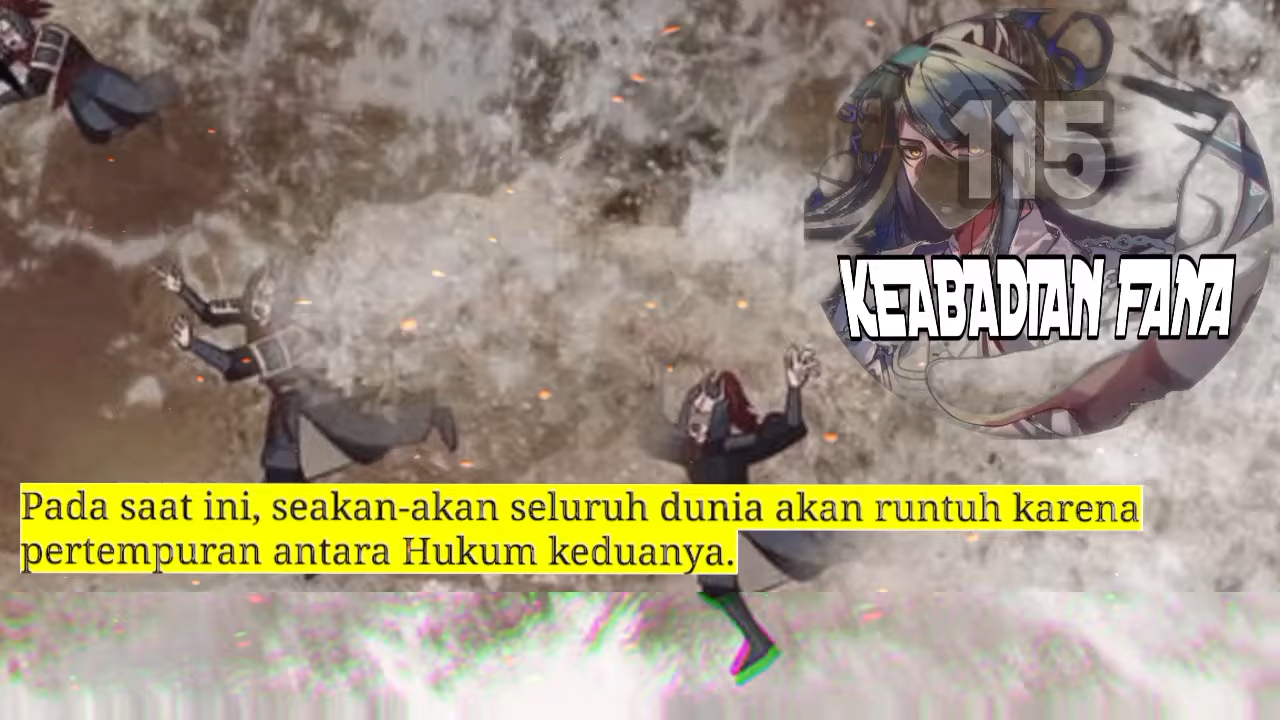 115
KEABADIAN FANA
Pada saat ini, seakan-akan seluruh dunia akan runtuh karena
pertempuran antara Hukum keduanya.